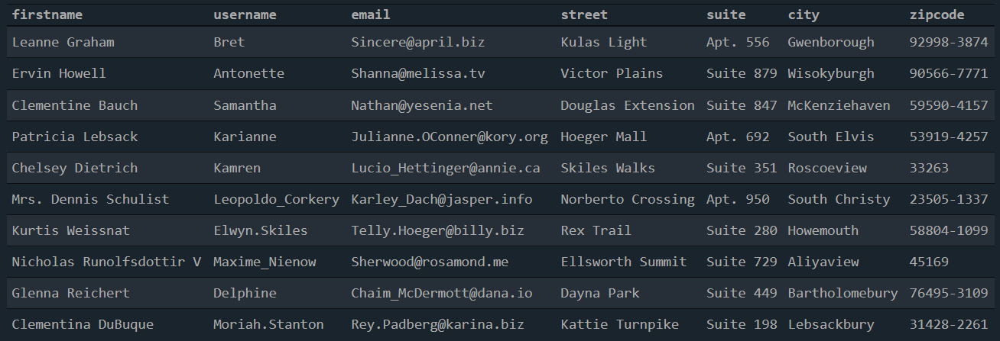 firstname username email street suite city zipcode
Leanne Graham Bret Sincere@april.biz Kulas Light Apt. 556 Gwenborough 92998-3874
Ervin Howell Antonette Shanna@melissa.tv Victor Plains Suite 879 Wisokyburgh 90566-7771
Clementine Bauch Samantha Nathan@yesenia.net Douglas Extension Suite 847 McKenziehaven 59590-4157
Patricia Lebsack Karianne Julianne.OConner@kory.org Hoeger Mall Apt. 692 South Elvis 53919-4257
Chelsey Dietrich Kamren Lucio_Hettinger@annie.ca Skiles Walks Suite 351 Roscoeview 33263
Mrs. Dennis Schulist Leopoldo_Corkery Karley_Dach@jasper.info Norberto Crossing Apt. 950 South Christy 23505-1337
Kurtis Weissnat Elwyn.Skiles Telly.Hoeger@billy.biz Rex Trail Suite 280 Howemouth 58804-1099
Nicholas Runolfsdottir V Maxime_Nienow Sherwood@rosamond.me Ellsworth Summit Suite 729 Aliyaview 45169
Glenna Reichert Delphine Chaim_McDermott@dana.io Dayna Park Suite 449 Bartholomebury 76495-3109
Clementina DuBuque Moriah.Stanton Rey.Padberg@karina.biz Kattie Turnpike Suite 198 Lebsackbury 31428-2261